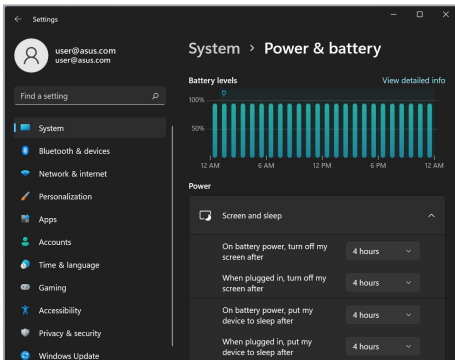 Settings
user@asus.com
user@asus.com
Find a setting
System
Bluetooth & devices
Network & internet
Personalization
Apps
Accounts
Time & language
Gaming
Accessibility
Privacy & security
Windows Update
System > Power & battery
Battery levels View detailed info
100%
50%
12 AM 6 AM 12 PM 6 PM 12 AM
Power
Screen and sleep
On battery power, turn off my
screen after
4 hours
When plugged in, turn off my
screen after
4 hours
On battery power, put my
device to sleep after
4 hours
When plugged in, put my
device to sleep after
4 hours